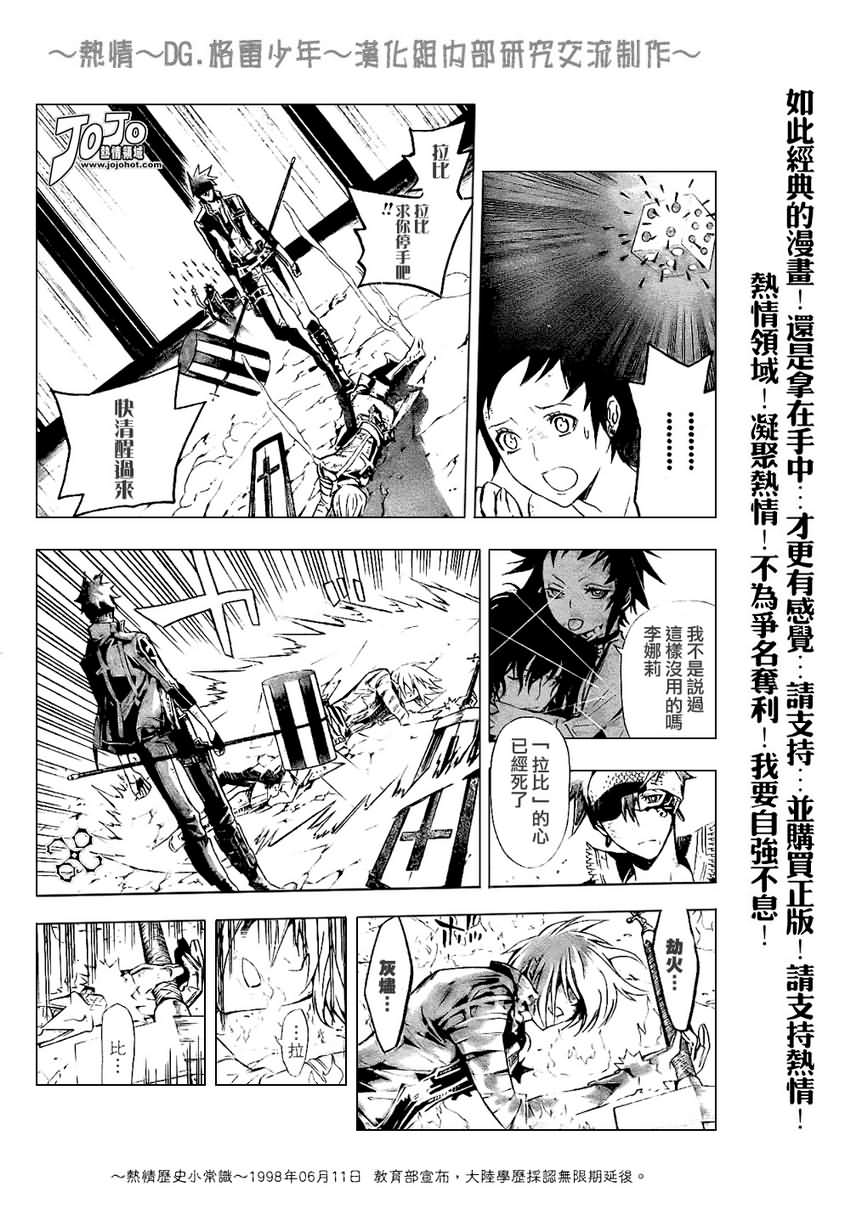 ～熱情～DG.格雷少年～漢化組內部研究交流制作～
如此經典的漫畫！還是拿在手中…才更有感覺…請支持…並購買正版！請支持熱情！
熱情領域！凝聚熱情！不為爭名奪利！我要自強不息！
JOJO
熱情領域
www.jojohot.com
………
拉比
拉比
求你停手吧
!!
快清醒過來
我不是説過
這樣沒用的嗎
李娜莉
「拉比」的心
已經死了
劫火…
灰燼…
…拉
比…
～熱情歷史小常識～1998年06月11日 教育部宣布，大陸學歷採認無限期延後。